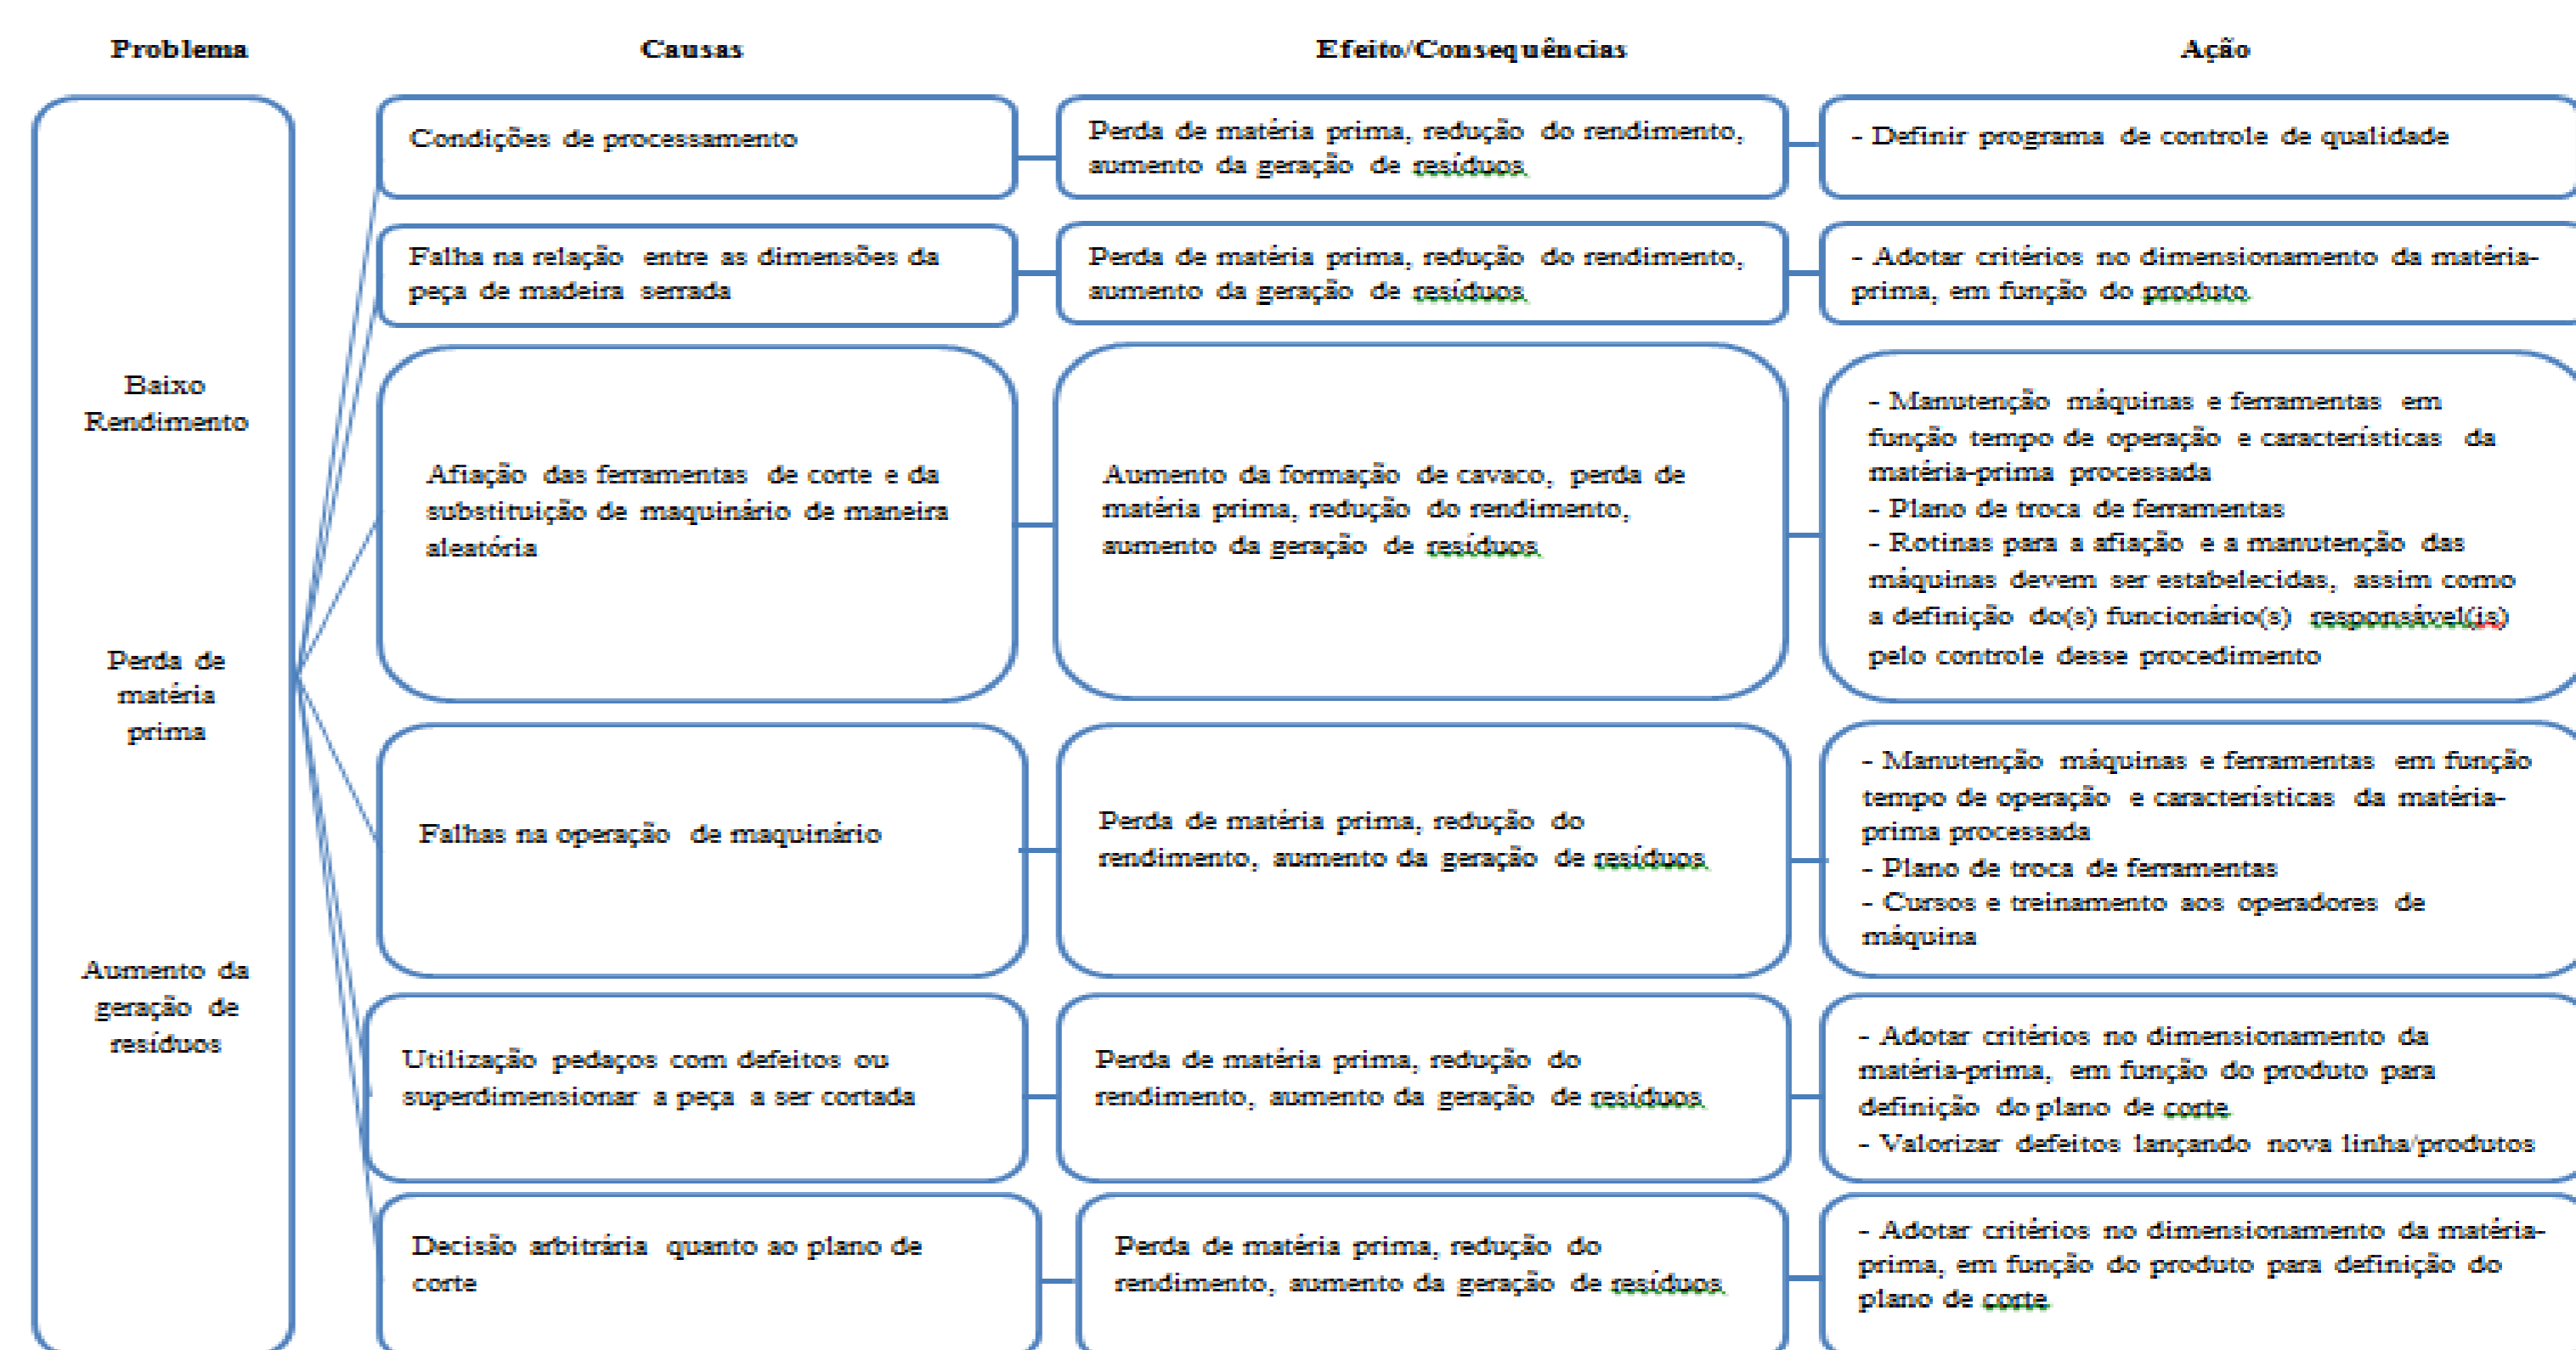 Problema
Causas
Efeito/Consequências
Ação
Baixo
Rendimento
Perda de
matéria
prima
Aumento da
geração de
resíduos
Condições de processamento
Perda de matéria prima, redução do rendimento,
aumento da geração de resíduos
- Definir programa de controle de qualidade
Falha na relação entre as dimensões da
peça de madeira serrada
Perda de matéria prima, redução do rendimento,
aumento da geração de resíduos
- Adotar critérios no dimensionamento da matéria-
prima, em função do produto
Afiação das ferramentas de corte e da
substituição de maquinário de maneira
aleatória
Aumento da formação de cavaco, perda de
matéria prima, redução do rendimento,
aumento da geração de resíduos
- Manutenção máquinas e ferramentas em
função tempo de operação e características da
matéria-prima processada
- Plano de troca de ferramentas
- Rotinas para a afiação e a manutenção das
máquinas devem ser estabelecidas, assim como
a definição do(s) funcionário(s) responsável(is)
pelo controle desse procedimento
Falhas na operação de maquinário
Perda de matéria prima, redução do
rendimento, aumento da geração de resíduos
- Manutenção máquinas e ferramentas em função
tempo de operação e características da matéria-
prima processada
- Plano de troca de ferramentas
- Cursos e treinamento aos operadores de
máquina
Utilização pedaços com defeitos ou
superdimensionar a peça a ser cortada
Perda de matéria prima, redução do
rendimento, aumento da geração de resíduos
- Adotar critérios no dimensionamento da
matéria-prima, em função do produto para
definição do plano de corte
- Valorizar defeitos lançando nova linha/produtos
Decisão arbitrária quanto ao plano de
corte
Perda de matéria prima, redução do
rendimento, aumento da geração de resíduos
- Adotar critérios no dimensionamento da matéria-
prima, em função do produto para definição do
plano de corte